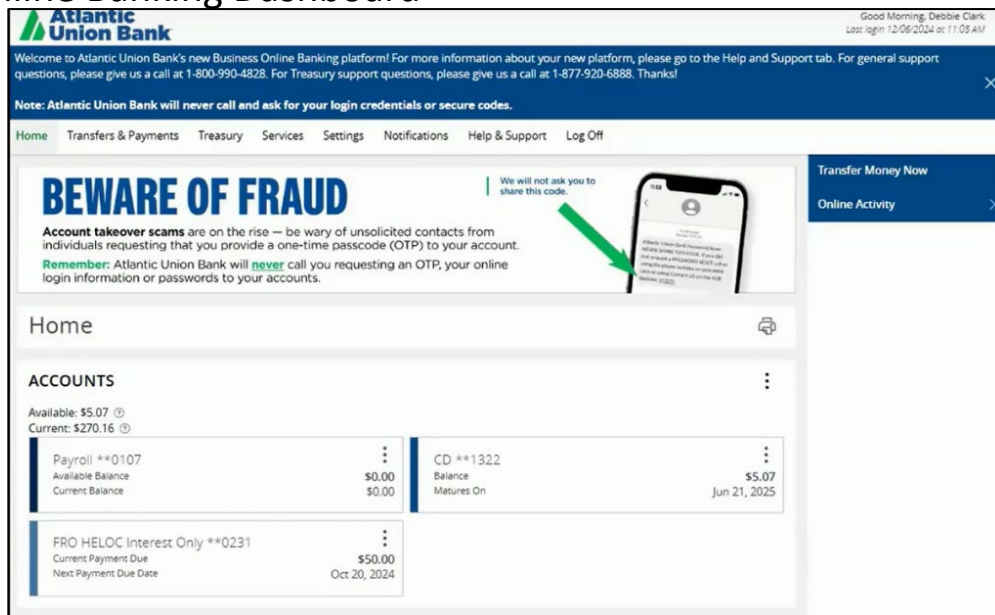 Online Banking Dashboard
Atlantic
Union Bank
Good Morning, Debbie Clark
Last login 12/06/2024 at 11:05 AM
Welcome to Atlantic Union Bank's new Business Online Banking platform! For more information about your new platform, please go to the Help and Support tab. For general support
questions, please give us a call at 1-800-990-4828. For Treasury support questions, please give us a call at 1-877-920-6888. Thanks!
Note: Atlantic Union Bank will never call and ask for your login credentials or secure codes.
Home Transfers & Payments Treasury Services Settings Notifications Help & Support Log Off
Transfer Money Now
Online Activity
BEWARE OF FRAUD
Account takeover scams are on the rise — be wary of unsolicited contacts from
individuals requesting that you provide a one-time passcode (OTP) to your account.
Remember: Atlantic Union Bank will never call you requesting an OTP, your online
login information or passwords to your accounts.
We will not ask you to
share this code.
11:58
Home
ACCOUNTS
Available: $5.07
Current: $270.16
Payroll **0107
Available Balance $0.00
Current Balance $0.00
CD **1322
Balance $5.07
Matures On Jun 21, 2025
FRO HELOC Interest Only **0231
Current Payment Due $50.00
Next Payment Due Date Oct 20, 2024